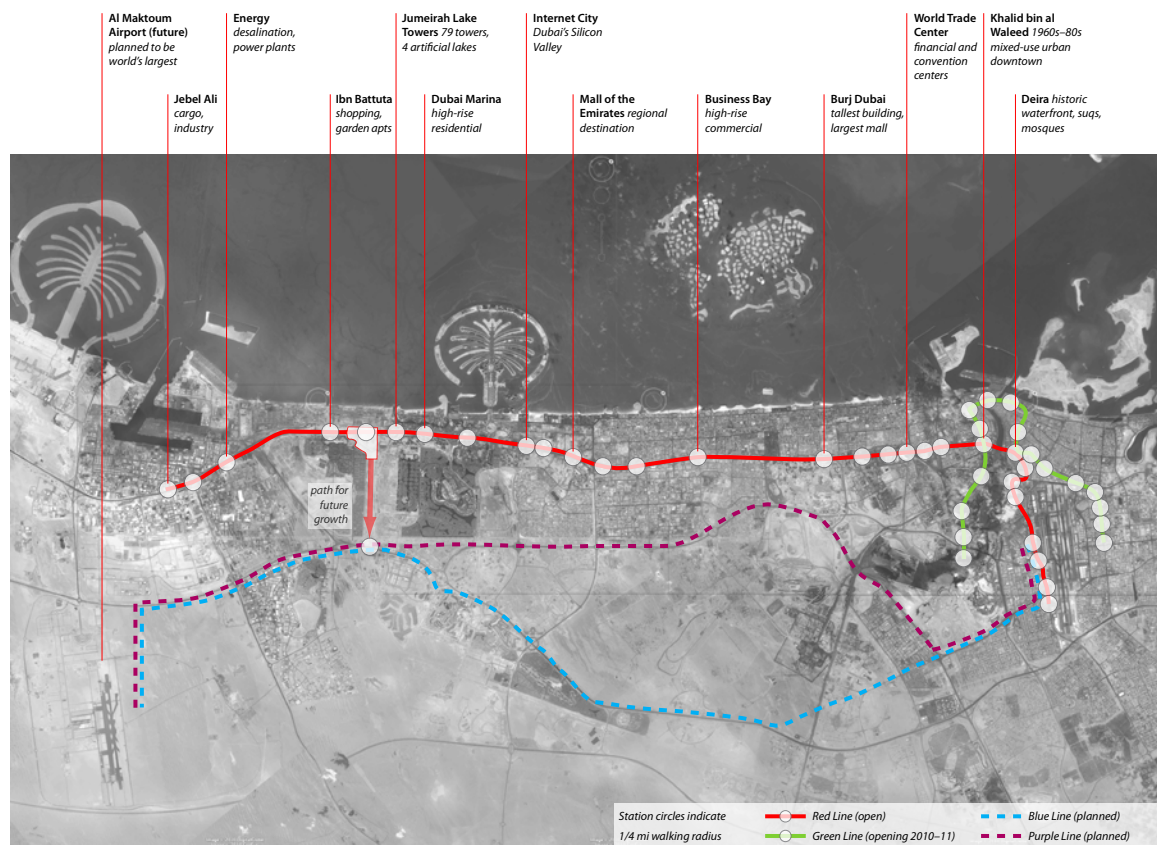 Al Maktoum
Airport (future)
planned to be
world's largest
Energy
desalination,
power plants
Jumeirah Lake
Towers 79 towers,
4 artificial lakes
Internet City
Dubai's Silicon
Valley
World Trade
Center
financial and
convention
centers
Khalid bin al
Waleed 1960s–80s
mixed-use urban
downtown
Jebel Ali
cargo,
industry
Ibn Battuta
shopping,
garden apts
Dubai Marina
high-rise
residential
Mall of the
Emirates regional
destination
Business Bay
high-rise
commercial
Burj Dubai
tallest building,
largest mall
Deira historic
waterfront, suqs,
mosques
path for
future
growth
Station circles indicate
1/4 mi walking radius
Red Line (open)
Green Line (opening 2010–11)
Blue Line (planned)
Purple Line (planned)